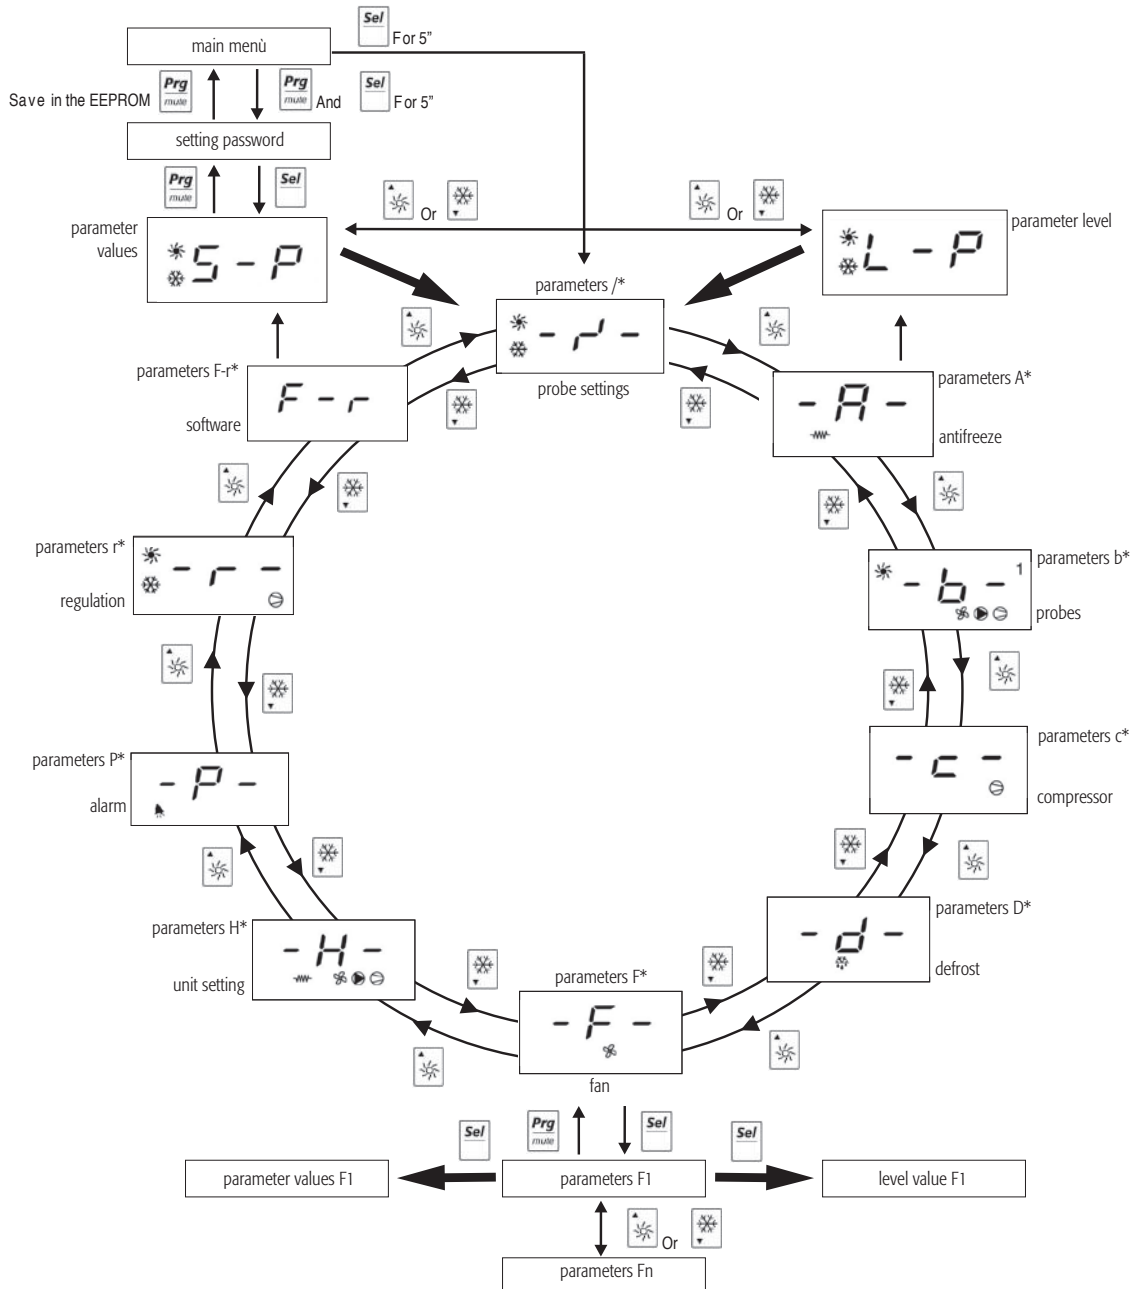 Sel
For 5”
main menù
Save in the EEPROM
Prg
mute
Prg
mute
And
Sel
For 5”
setting password
Prg
mute
Sel
Or
Or
parameter
values
S - P
parameter level
L - P
parameters /*
- / -
probe settings
parameters F-r*
F - r
software
parameters A*
- A -
antifreeze
parameters r*
- r -
regulation
parameters b*
- b -
1
probes
parameters P*
- P -
alarm
parameters c*
- c -
compressor
parameters H*
- H -
unit setting
parameters D*
- d -
defrost
parameters F*
- F -
fan
Sel
Prg
mute
Sel
Sel
parameter values F1
parameters F1
level value F1
Or
parameters Fn